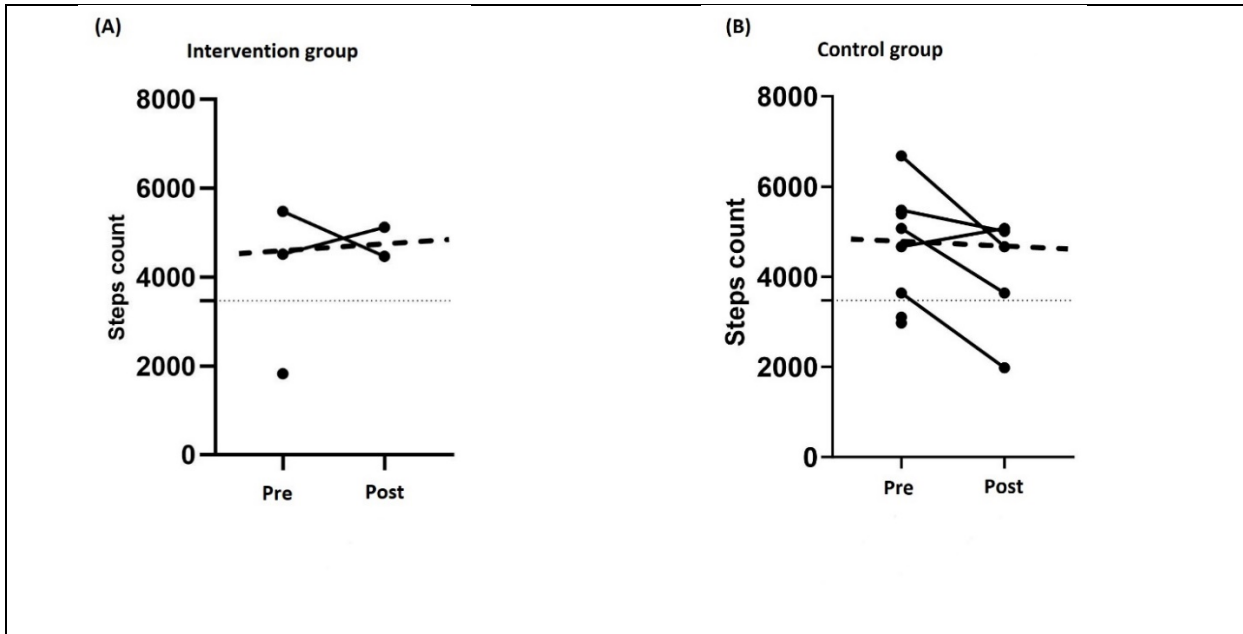 (A)
Intervention group
8000
6000
4000
2000
0
Steps count
Pre Post
(B)
Control group
8000
6000
4000
2000
0
Steps count
Pre Post